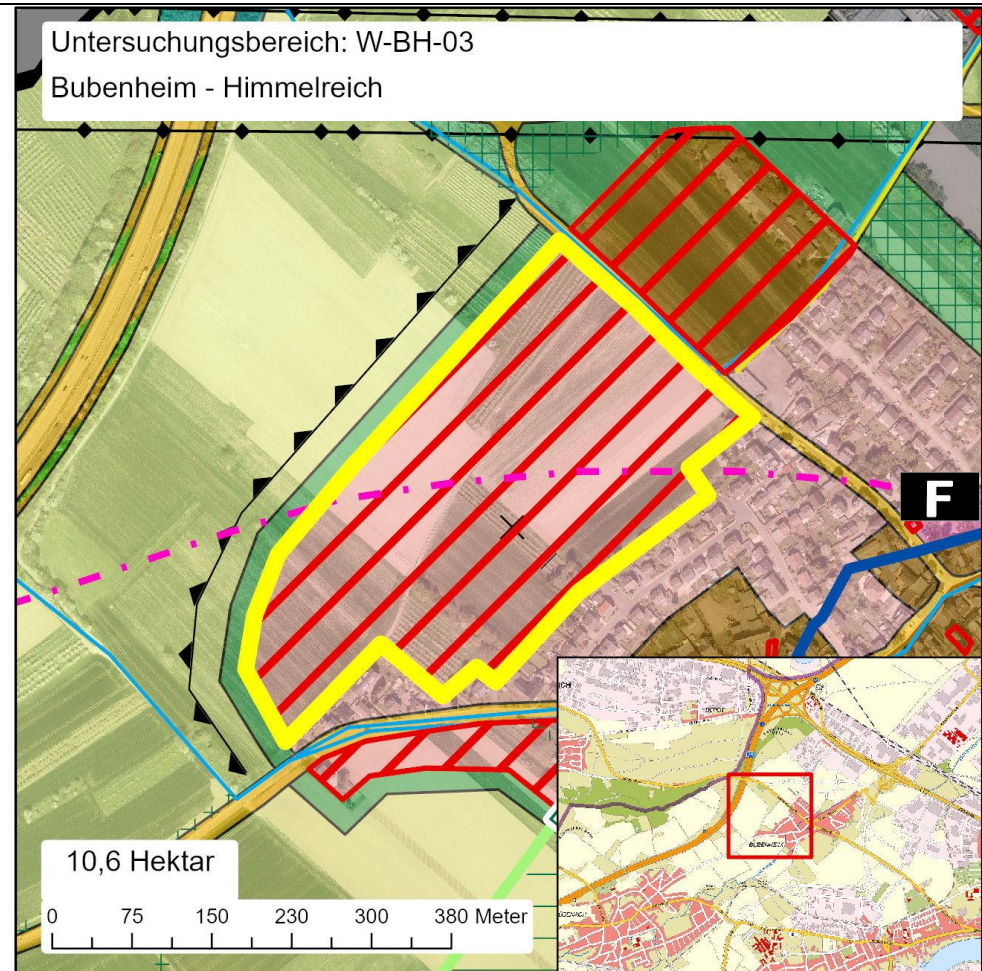 Untersuchungsbereich: W-BH-03
Bubenheim - Himmelreich
F
10,6 Hektar
0 75 150 230 300 380 Meter
BUBENHEIM